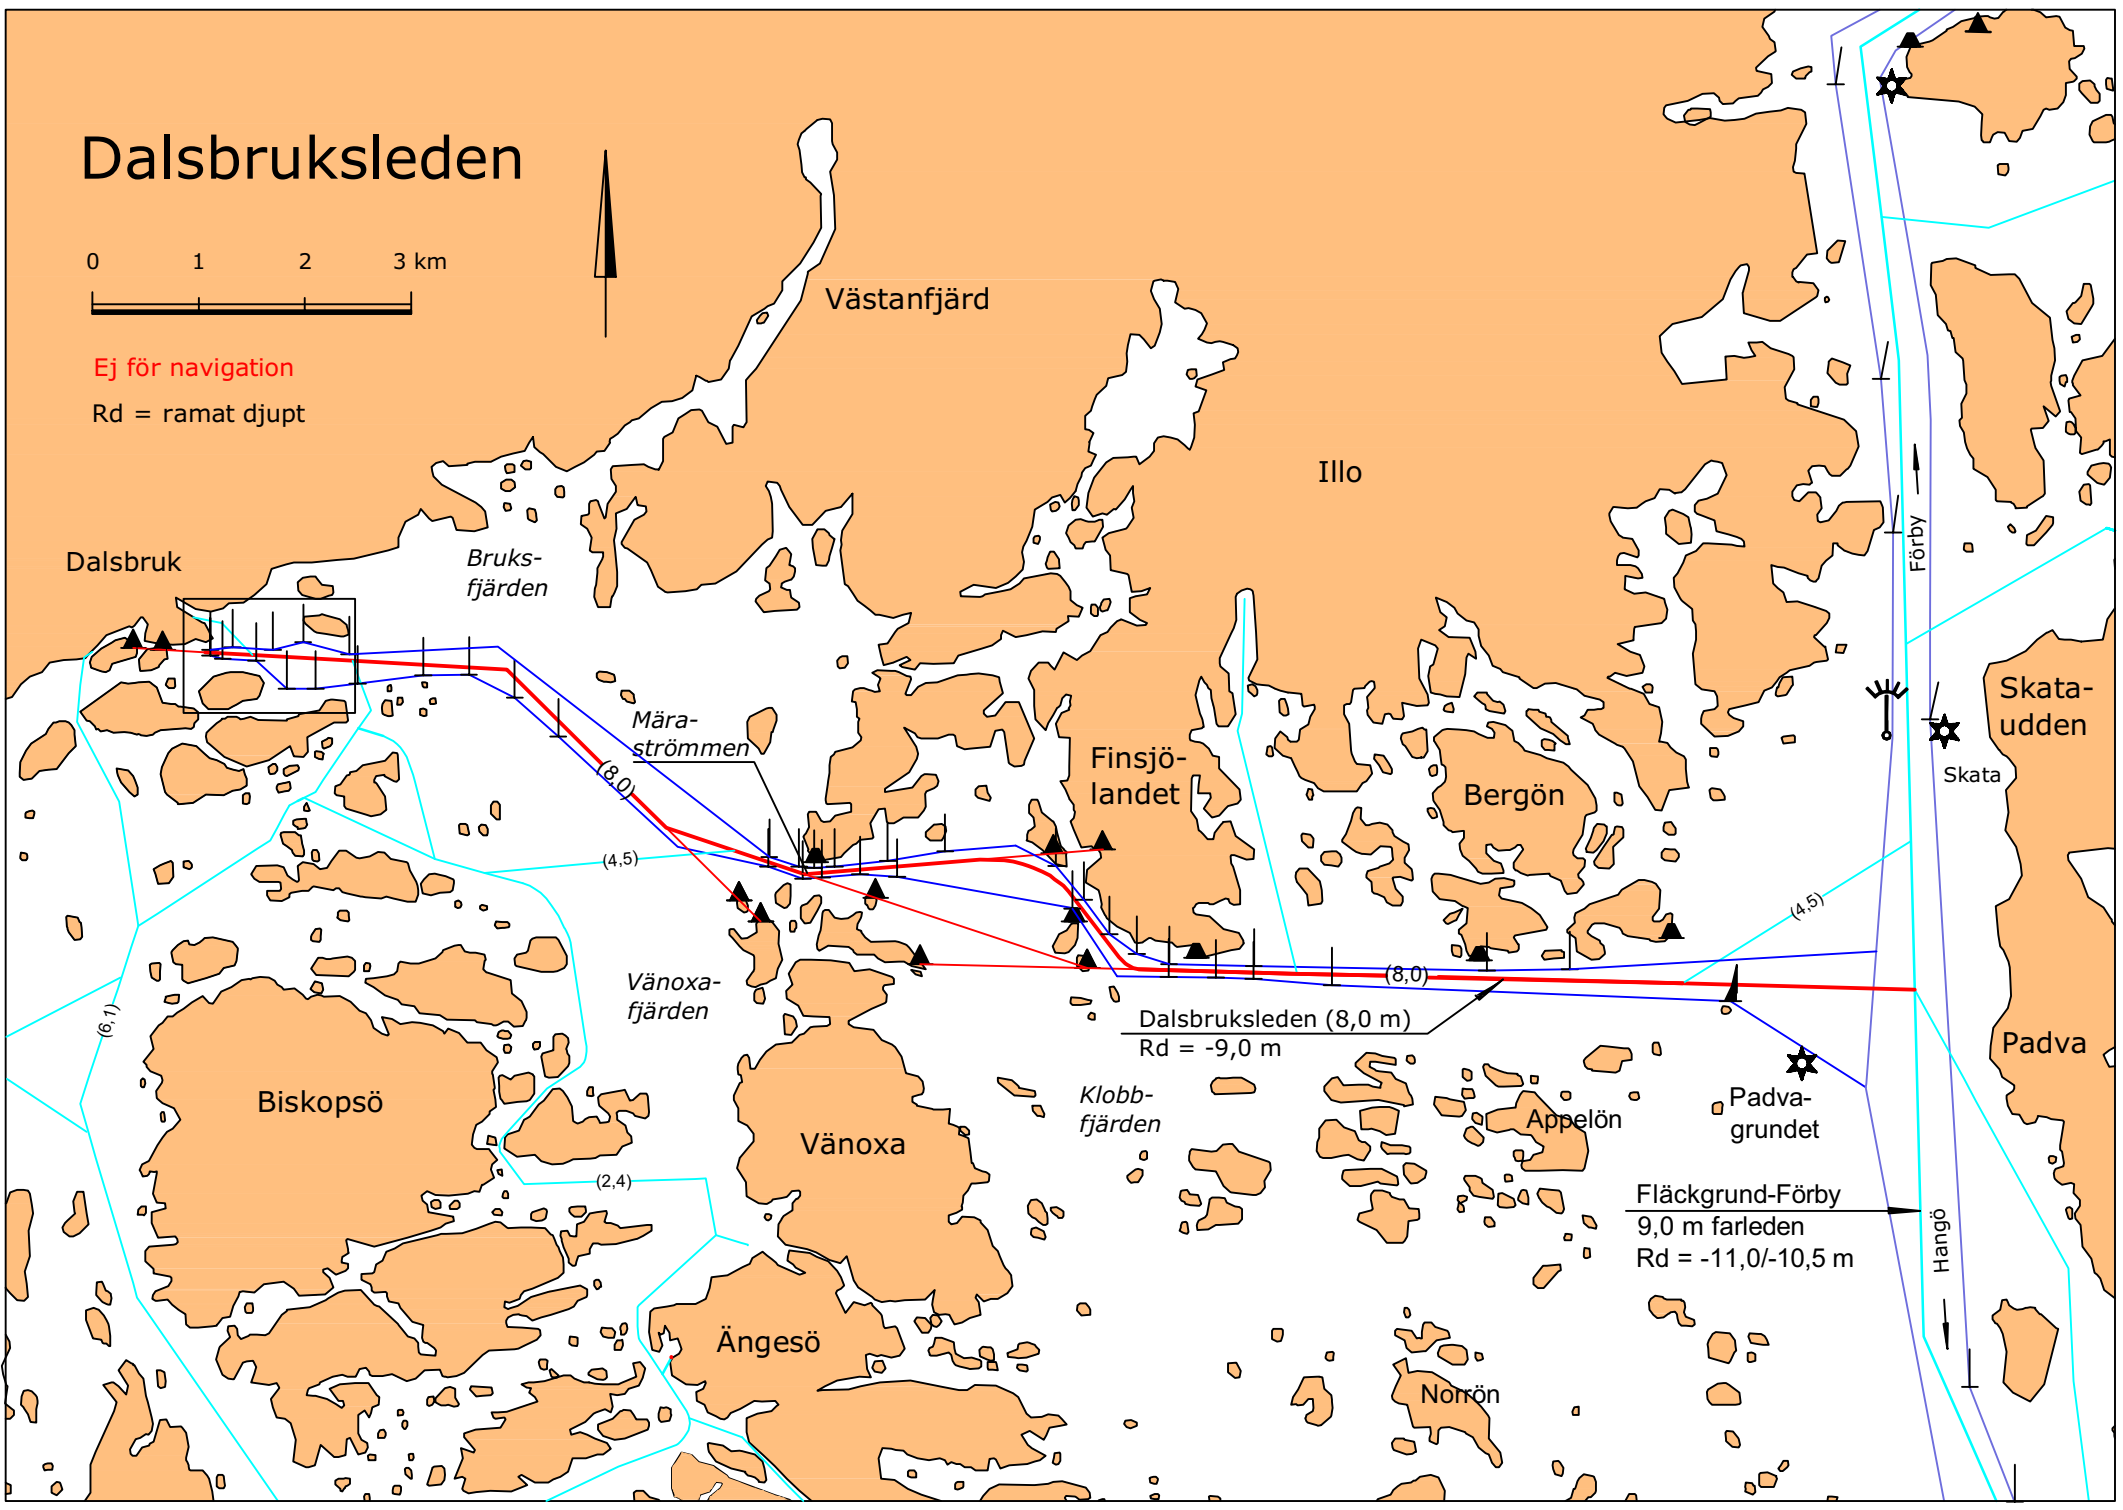 Dalsbruksleden
0 1 2 3 km
Ej för navigation
Rd = ramat djupt
Västanfjärd
Illo
Förby
Dalsbruk
Bruks-
fjärden
Mära-
strömmen
(8,0)
Finsjö-
landet
Bergön
Skata-
udden
Skata
(4,5)
(4,5)
(8,0)
Vänoxa-
fjärden
(6,1)
Dalsbruksleden (8,0 m)
Rd = -9,0 m
Padva
Biskopsö
Vänoxa
Klobb-
fjärden
Appelön
Padva-
grundet
(2,4)
Fläckgrund-Förby
9,0 m farleden
Rd = -11,0/-10,5 m
Hangö
Ängesö
Norrön